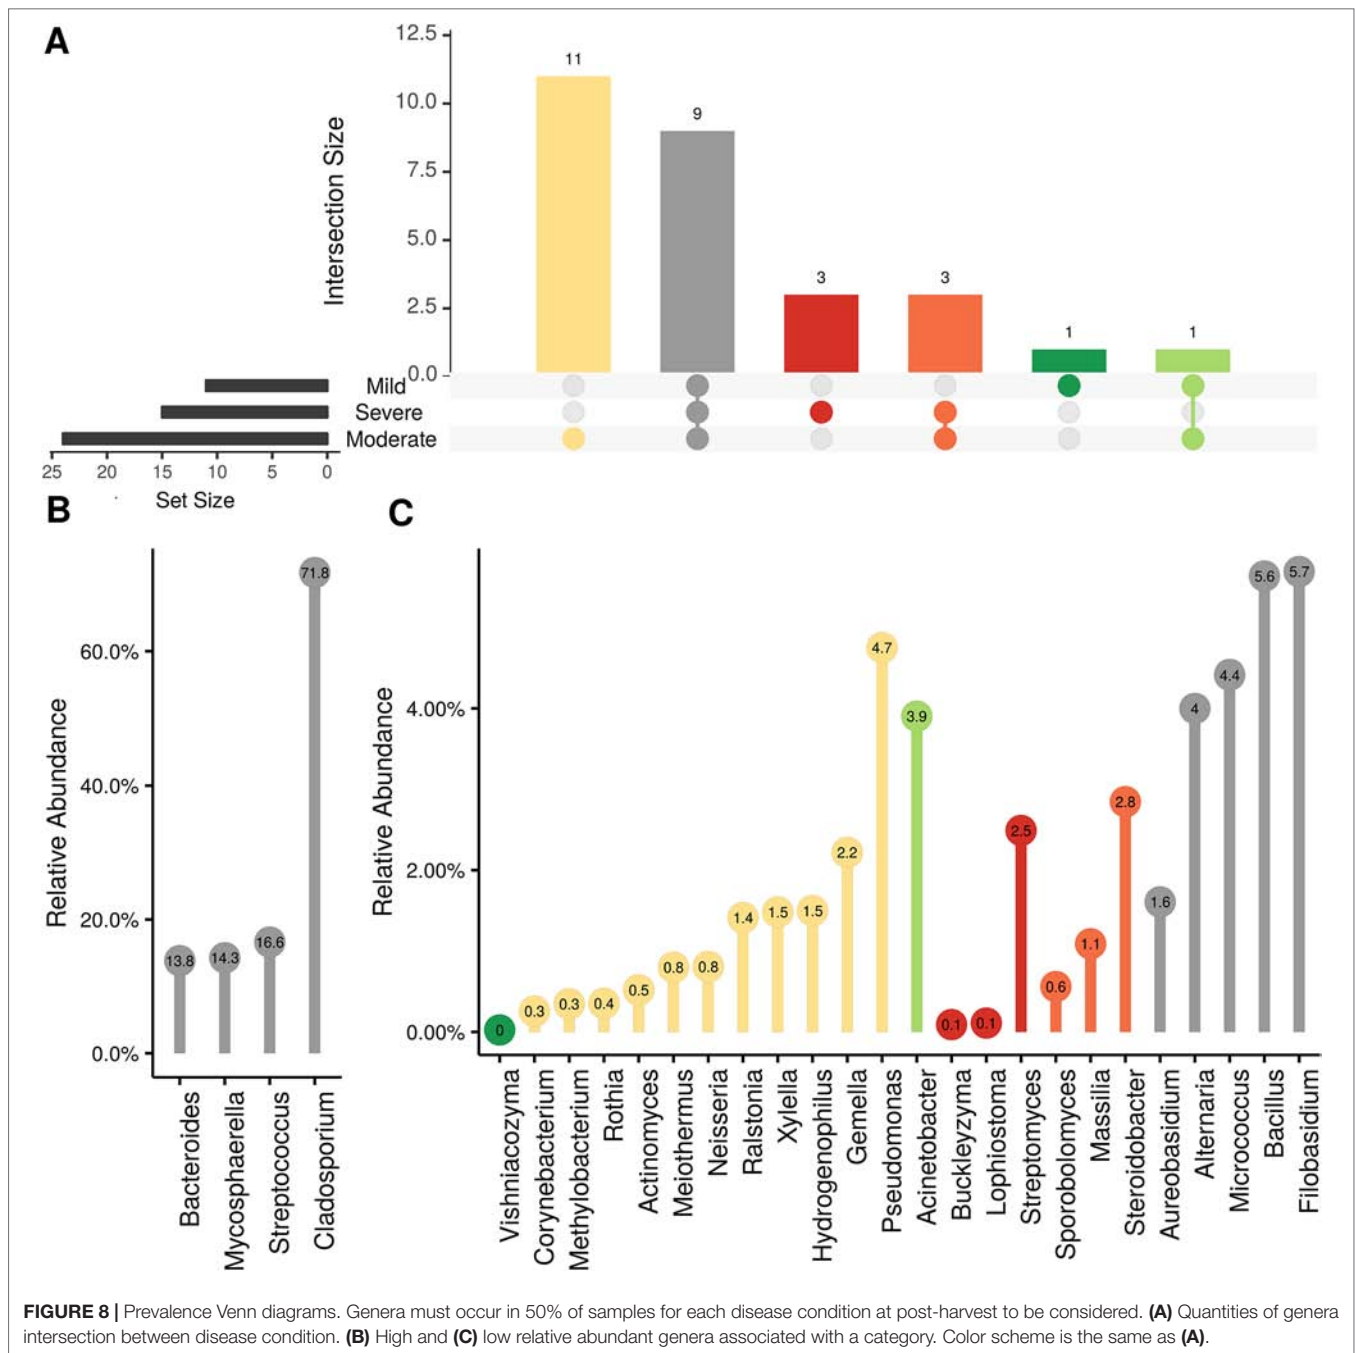 A
Intersection Size
12.5
10.0
7.5
5.0
2.5
0.0
11
9
3
3
1
1
Mild
Severe
Moderate
25 20 15 10 5 0
Set Size
B
Relative Abundance
60.0%
40.0%
20.0%
0.0%
13.8
14.3
16.6
71.8
Bacteroides
Mycosphaerella
Streptococcus
Cladosporium
C
Relative Abundance
4.00%
2.00%
0.00%
0
0.3
0.3
0.4
0.5
0.8
0.8
1.4
1.5
1.5
2.2
4.7
3.9
0.1
0.1
2.5
0.6
1.1
2.8
1.6
4
4.4
5.6
5.7
Vishniacozyma
Corynebacterium
Methylobacterium
Rothia
Actinomyces
Meiothermus
Neisseria
Ralstonia
Xylella
Hydrogenophilus
Gemella
Pseudomonas
Acinetobacter
Buckleyzyma
Lophiostoma
Streptomyces
Sporobolomyces
Massilia
Steroidobacter
Aureobasidium
Alternaria
Micrococcus
Bacillus
Filobasidium
FIGURE 8 | Prevalence Venn diagrams. Genera must occur in 50% of samples for each disease condition at post-harvest to be considered. (A) Quantities of genera
intersection between disease condition. (B) High and (C) low relative abundant genera associated with a category. Color scheme is the same as (A).